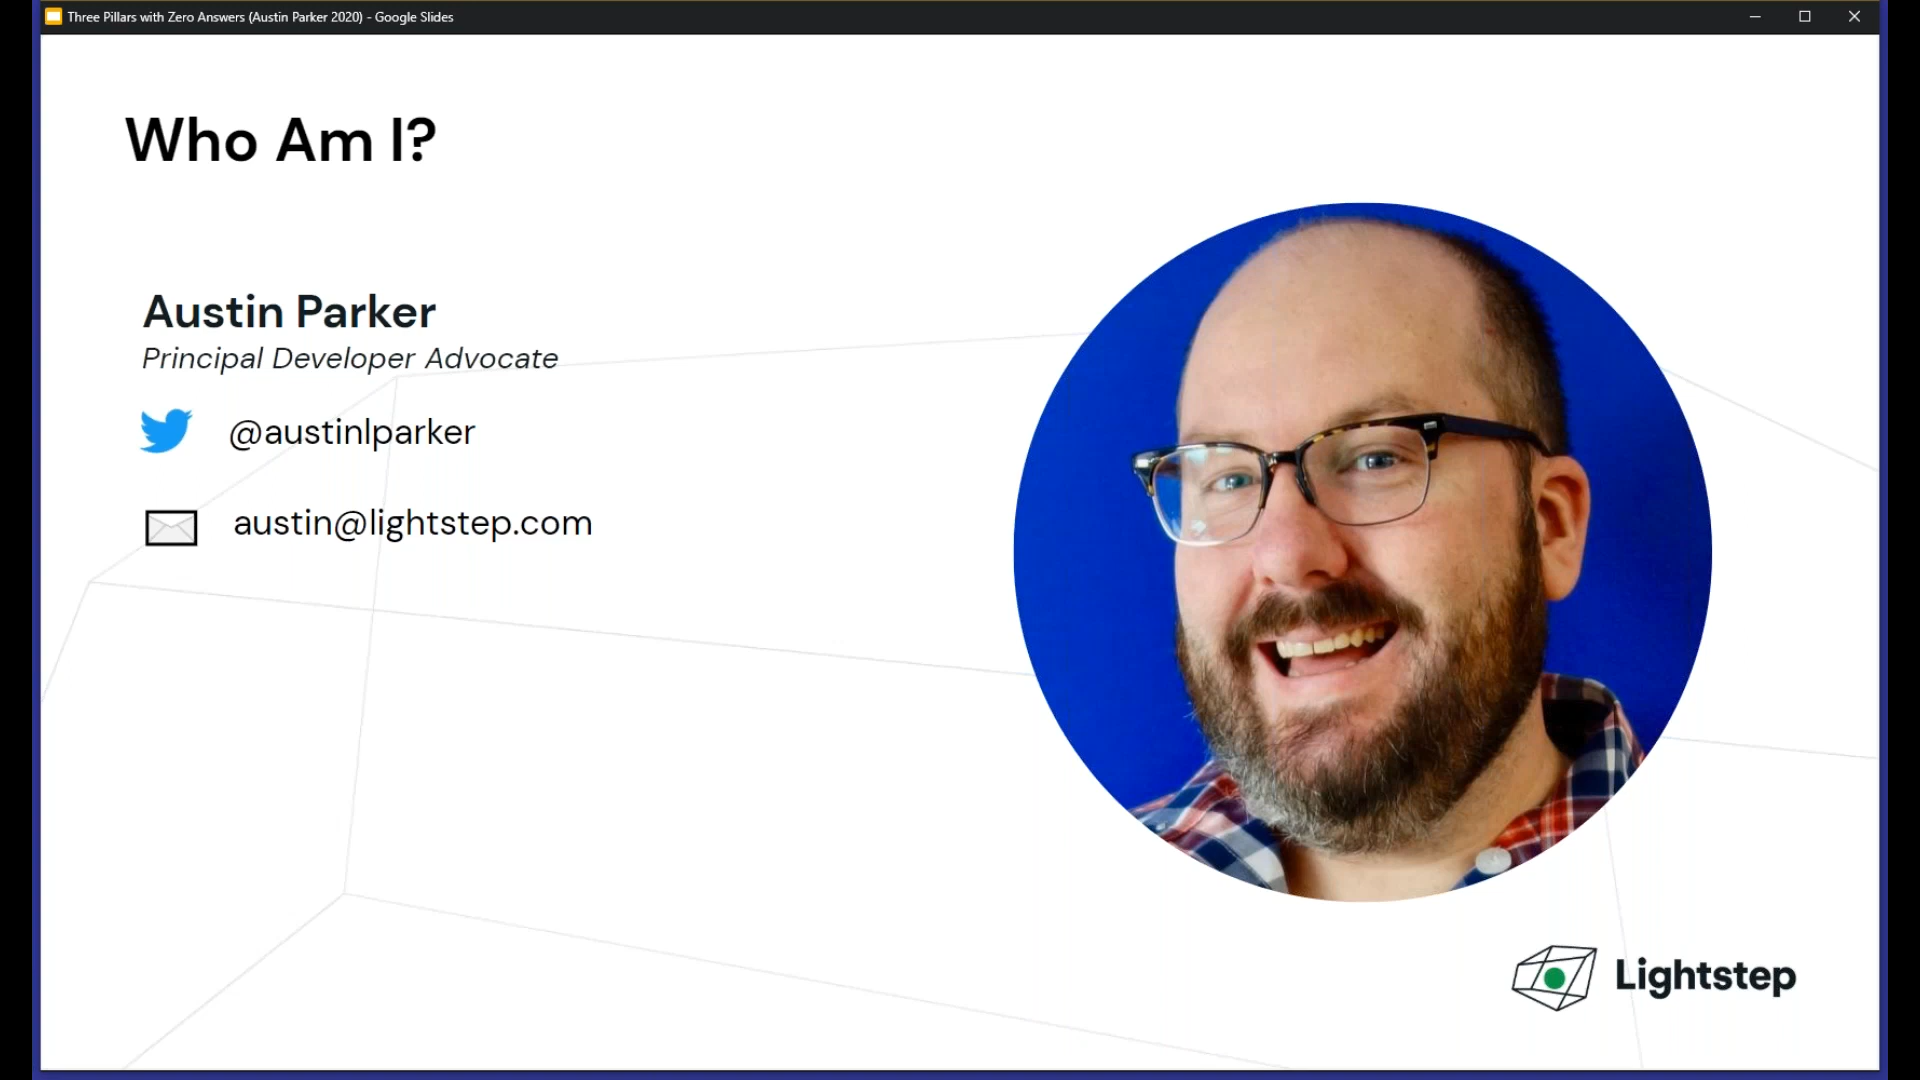 Three Pillars with Zero Answers (Austin Parker 2020) - Google Slides
Who Am I?
Austin Parker
Principal Developer Advocate
@austinlparker
austin@lightstep.com
Lightstep